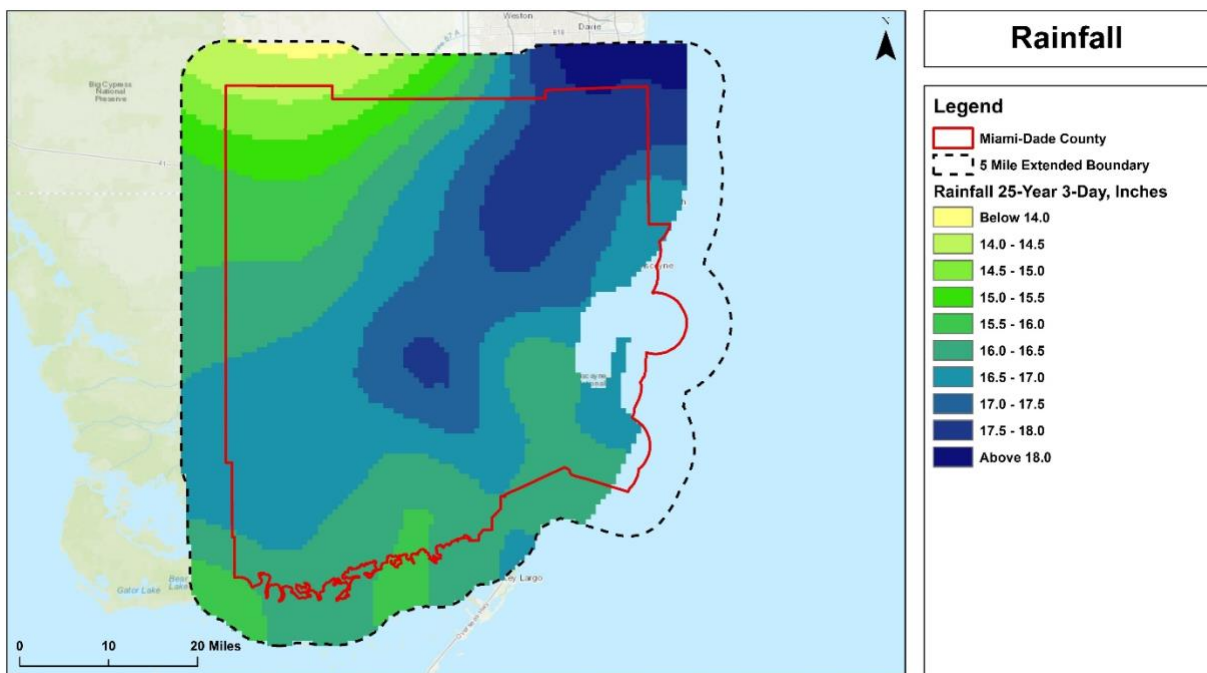 Weston
Davie
N
Big Cypress
National
Preserve
41
Gator Lake
Bear
Lake
Key Largo
0 10 20 Miles
Rainfall
Legend
Miami-Dade County
5 Mile Extended Boundary
Rainfall 25-Year 3-Day, Inches
Below 14.0
14.0 - 14.5
14.5 - 15.0
15.0 - 15.5
15.5 - 16.0
16.0 - 16.5
16.5 - 17.0
17.0 - 17.5
17.5 - 18.0
Above 18.0